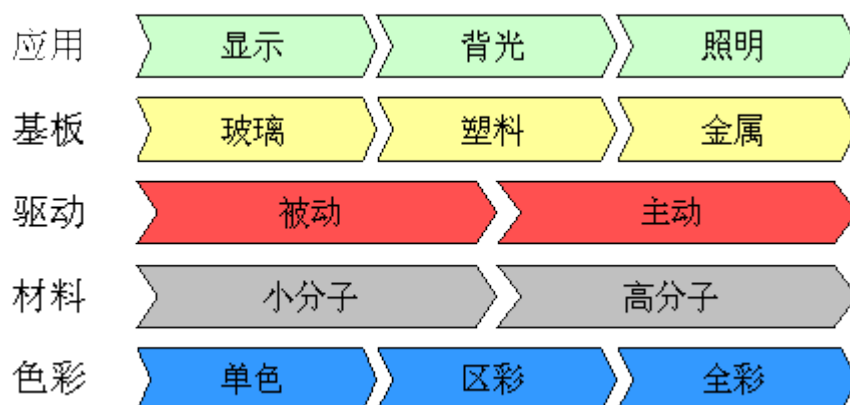 应用 显示 背光 照明
基板 玻璃 塑料 金属
驱动 被动 主动
材料 小分子 高分子
色彩 单色 区彩 全彩